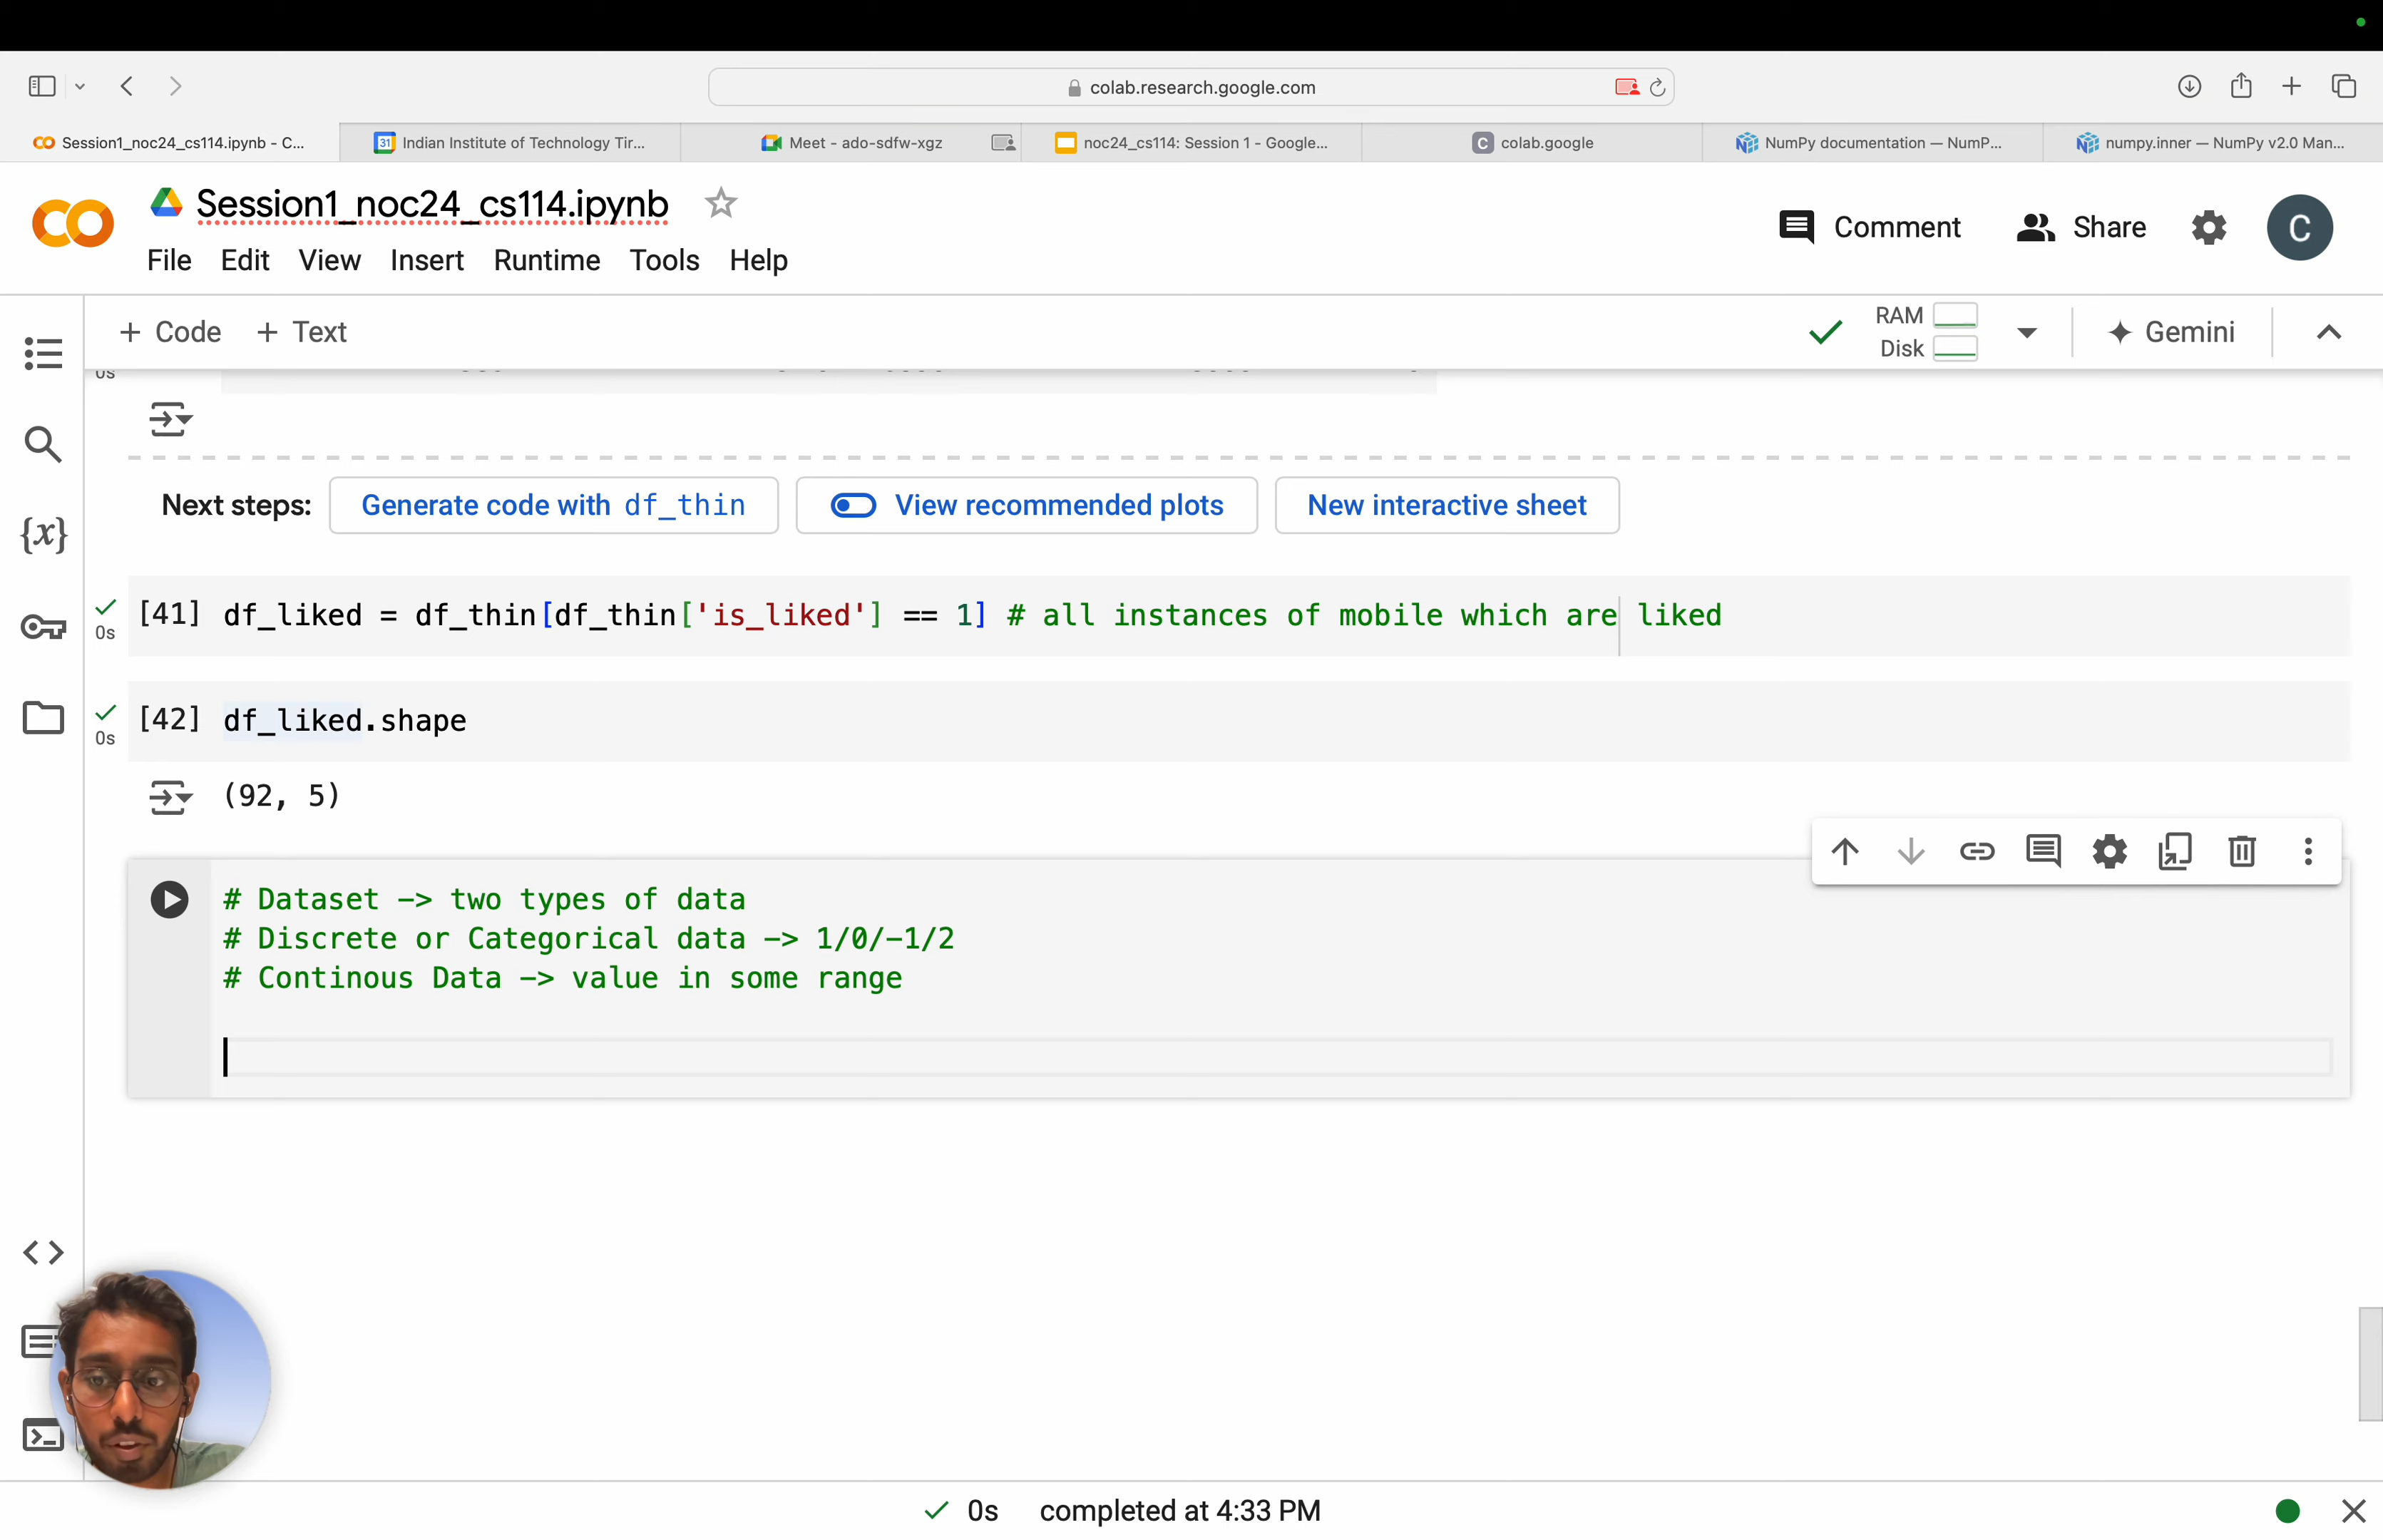 colab.research.google.com
Session1_noc24_cs114.ipynb - C...
31
Indian Institute of Technology Tir...
Meet - ado-sdfw-xgz
noc24_cs114: Session 1 - Google...
C
colab.google
NumPy documentation — NumP...
numpy.inner — NumPy v2.0 Man...
Session1_noc24_cs114.ipynb
Comment
Share
C
File Edit View Insert Runtime Tools Help
+ Code + Text
RAM
Disk
Gemini
0s
{x}
Next steps:
Generate code with df_thin
View recommended plots
New interactive sheet
[41] df_liked = df_thin[df_thin['is_liked'] == 1] # all instances of mobile which are liked
0s
[42] df_liked.shape
0s
(92, 5)
# Dataset -> two types of data
# Discrete or Categorical data -> 1/0/-1/2
# Continous Data -> value in some range
0s completed at 4:33 PM